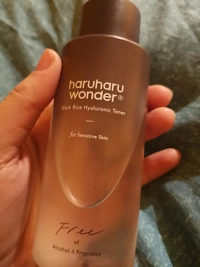 haruharu
wonder®
Black Rice Hyaluronic Toner
for Sensitive Skin
Free
of
Alcohol & Fragrance